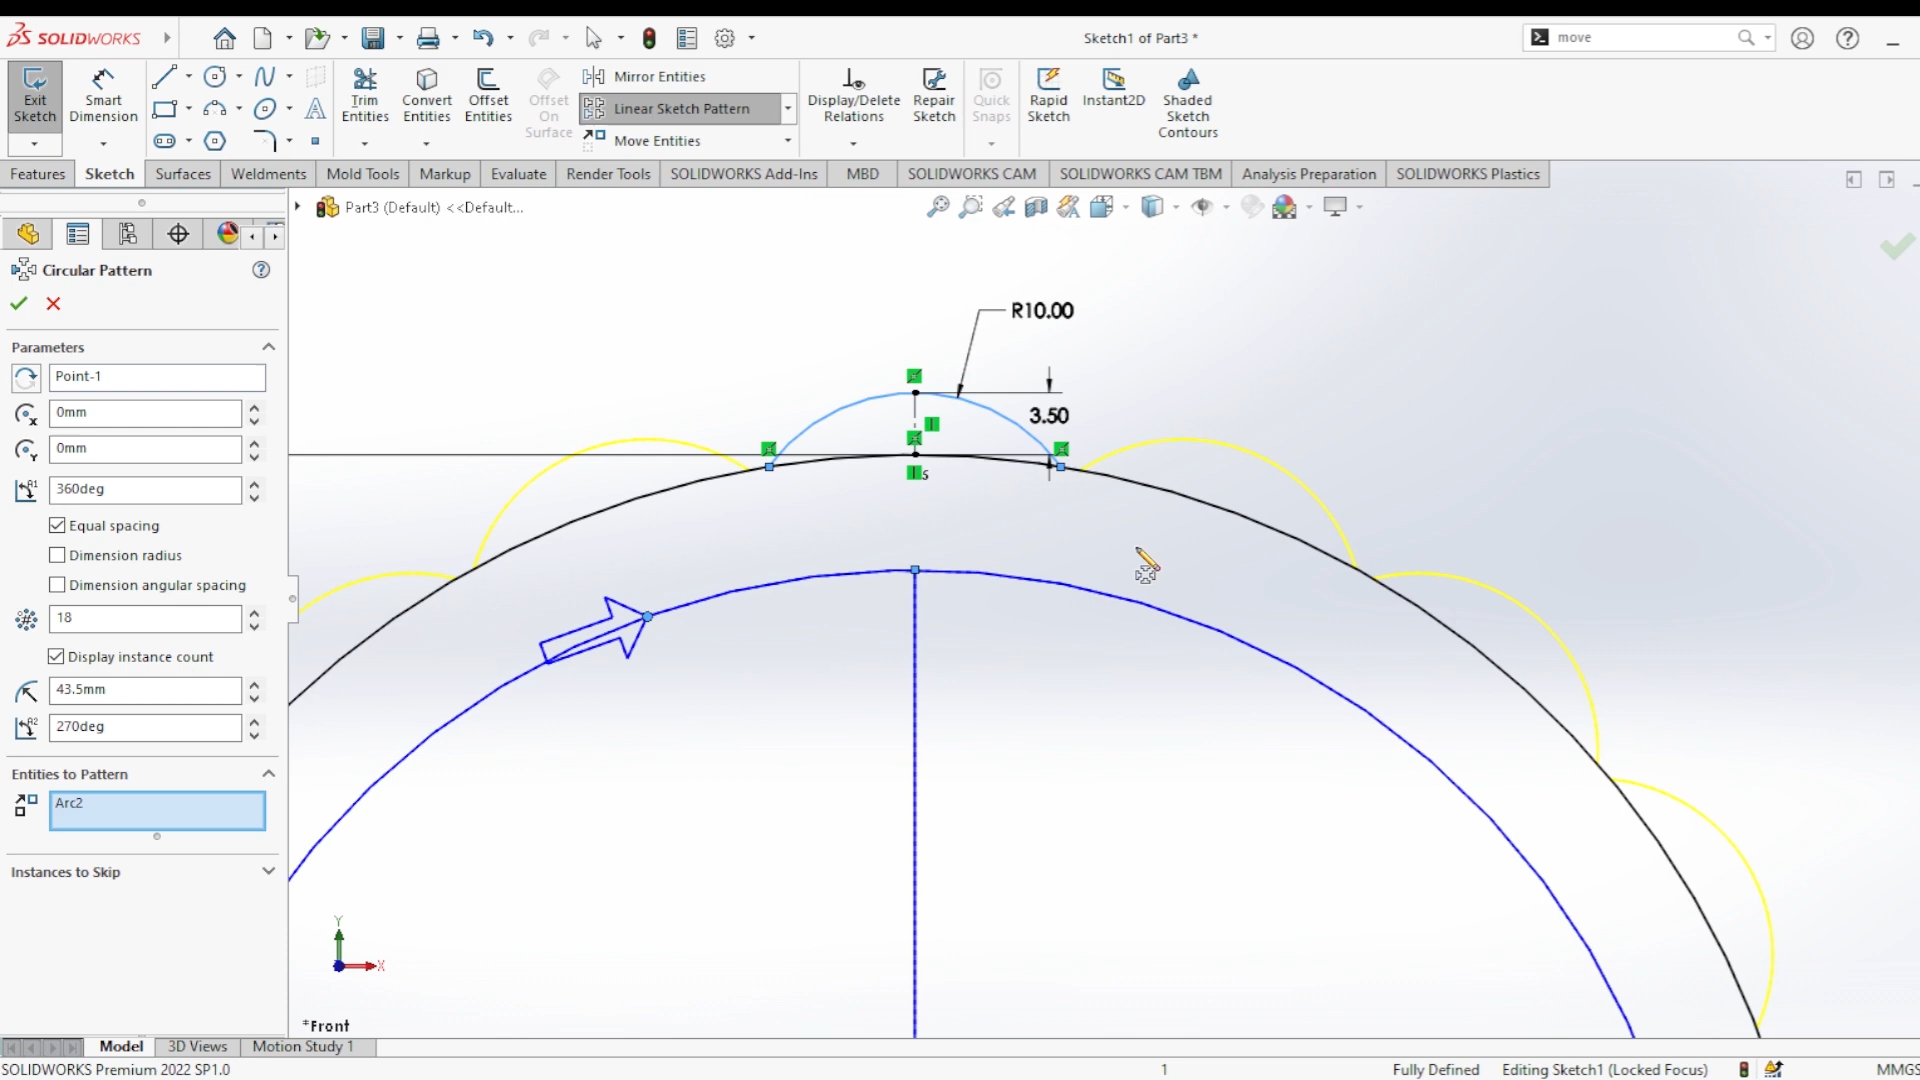 SOLIDWORKS
Sketch1 of Part3 *
move
Exit Sketch
Smart Dimension
Trim Entities
Convert Entities
Offset Entities
Offset On Surface
Mirror Entities
Linear Sketch Pattern
Move Entities
Display/Delete Relations
Repair Sketch
Quick Snaps
Rapid Sketch
Instant2D
Shaded Sketch Contours
Features
Sketch
Surfaces
Weldments
Mold Tools
Markup
Evaluate
Render Tools
SOLIDWORKS Add-Ins
MBD
SOLIDWORKS CAM
SOLIDWORKS CAM TBM
Analysis Preparation
SOLIDWORKS Plastics
Part3 (Default) <<Default...
Circular Pattern
Parameters
Point-1
0mm
0mm
360deg
Equal spacing
Dimension radius
Dimension angular spacing
18
Display instance count
43.5mm
270deg
Entities to Pattern
Arc2
Instances to Skip
R10.00
3.50
s
Y
X
*Front
Model
3D Views
Motion Study 1
SOLIDWORKS Premium 2022 SP1.0
1
Fully Defined
Editing Sketch1 (Locked Focus)
MMGS